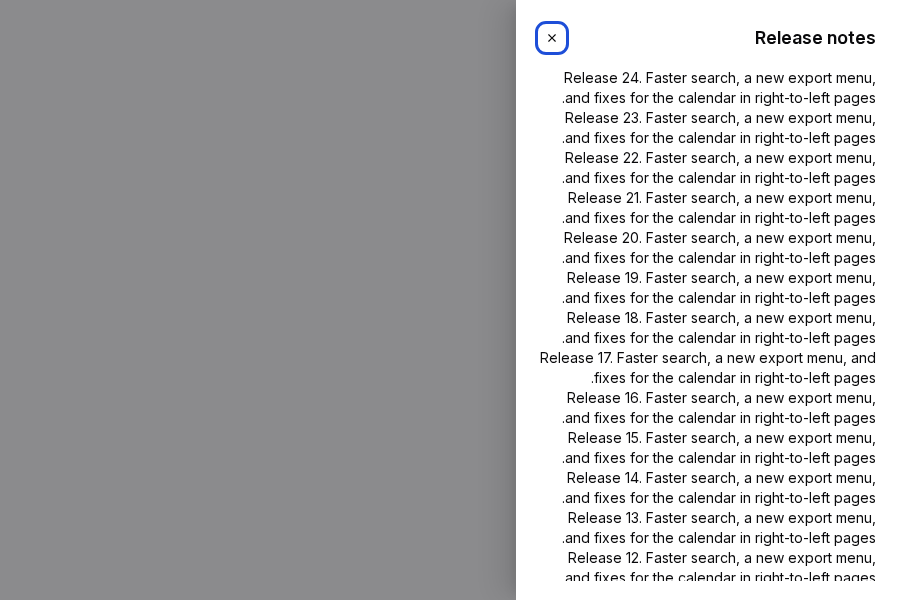 Release notes
×
Release 24. Faster search, a new export menu,
and fixes for the calendar in right-to-left pages.
Release 23. Faster search, a new export menu,
and fixes for the calendar in right-to-left pages.
Release 22. Faster search, a new export menu,
and fixes for the calendar in right-to-left pages.
Release 21. Faster search, a new export menu,
and fixes for the calendar in right-to-left pages.
Release 20. Faster search, a new export menu,
and fixes for the calendar in right-to-left pages.
Release 19. Faster search, a new export menu,
and fixes for the calendar in right-to-left pages.
Release 18. Faster search, a new export menu,
and fixes for the calendar in right-to-left pages.
Release 17. Faster search, a new export menu, and
fixes for the calendar in right-to-left pages.
Release 16. Faster search, a new export menu,
and fixes for the calendar in right-to-left pages.
Release 15. Faster search, a new export menu,
and fixes for the calendar in right-to-left pages.
Release 14. Faster search, a new export menu,
and fixes for the calendar in right-to-left pages.
Release 13. Faster search, a new export menu,
and fixes for the calendar in right-to-left pages.
Release 12. Faster search, a new export menu,
and fixes for the calendar in right-to-left pages